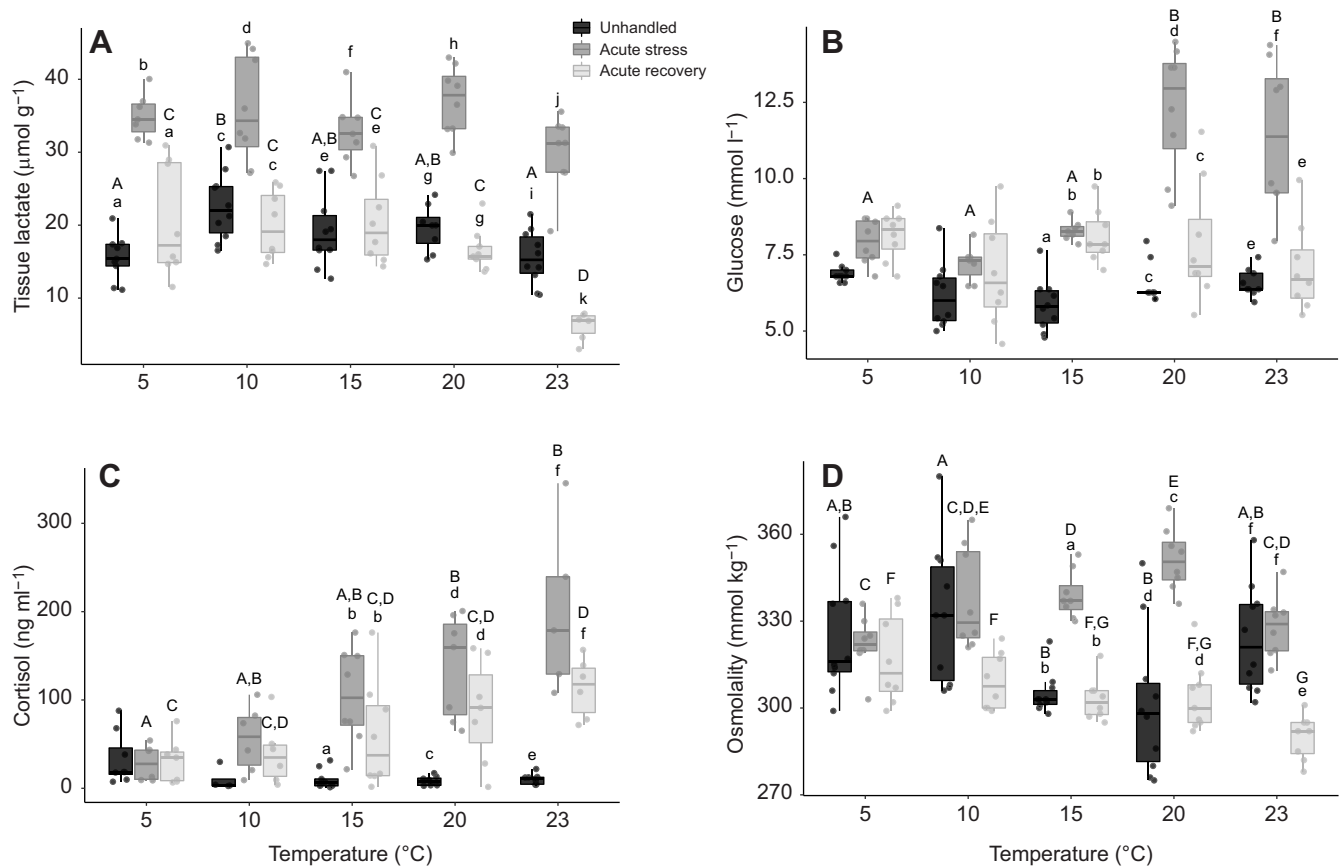 A
Unhandled
Acute stress
Acute recovery
Tissue lactate (μmol g⁻¹)
40
30
20
10
A
a
b
C
a
B
c
d
C
c
A,B
e
f
C
e
A,B
g
h
C
g
A
i
j
D
k
5
10
15
20
23
B
Glucose (mmol l⁻¹)
12.5
10.0
7.5
5.0
A
A
a
A
b
b
c
B
d
c
e
B
f
e
5
10
15
20
23
C
Cortisol (ng ml⁻¹)
300
200
100
0
A
C
A,B
C,D
a
A,B
b
C,D
b
c
B
d
C,D
d
e
B
f
D
f
5
10
15
20
23
Temperature (°C)
D
Osmolality (mmol kg⁻¹)
360
330
300
270
A,B
C
F
A
C,D,E
F
B
b
D
a
F,G
b
B
d
E
c
F,G
d
A,B
f
C,D
f
G
e
5
10
15
20
23
Temperature (°C)